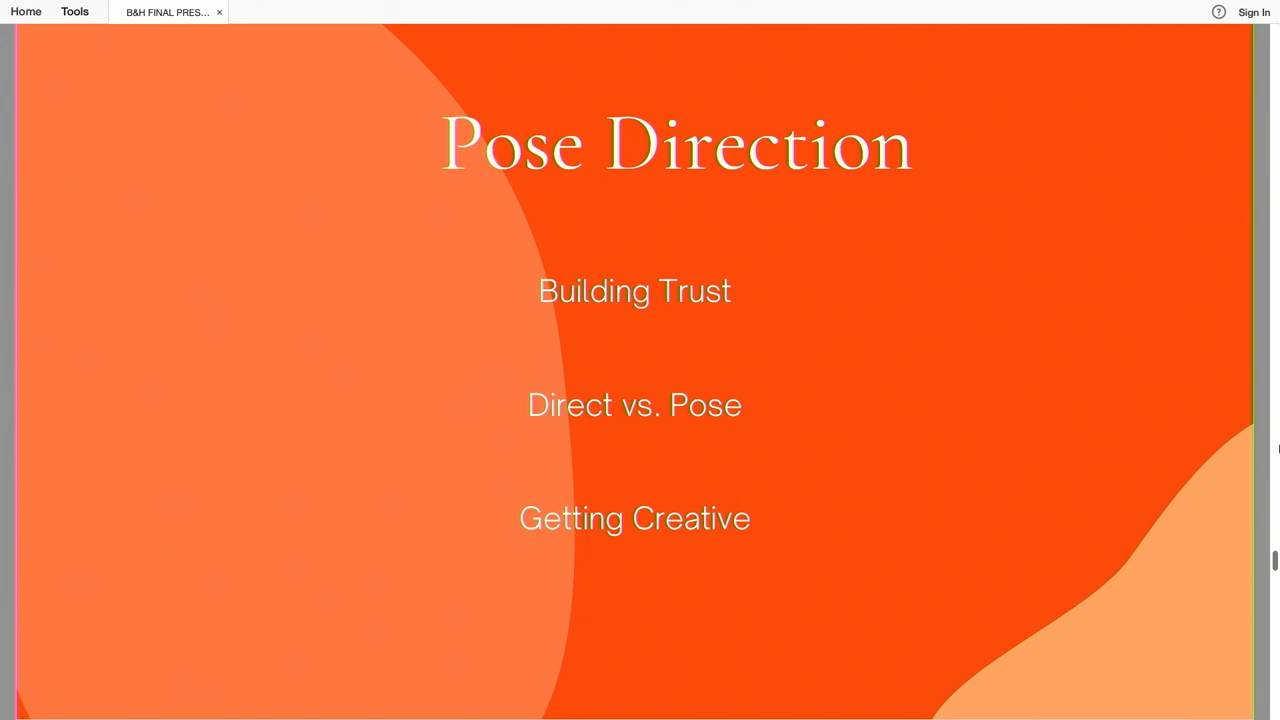 Home Tools B&H FINAL PRES... × ? Sign In
Pose Direction
Building Trust
Direct vs. Pose
Getting Creative